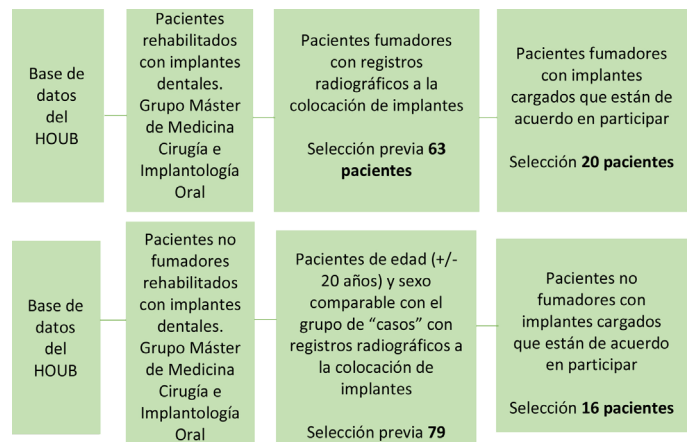 Base de
datos
del
HOUB
Pacientes
rehabilitados
con implantes
dentales.
Grupo Máster
de Medicina
Cirugía e
Implantología
Oral
Pacientes fumadores
con registros
radiográficos a la
colocación de implantes
Selección previa 63
pacientes
Pacientes fumadores
con implantes
cargados que están de
acuerdo en participar
Selección 20 pacientes
Base de
datos
del
HOUB
Pacientes no
fumadores
rehabilitados
con implantes
dentales.
Grupo Máster
de Medicina
Cirugía e
Implantología
Oral
Pacientes de edad (+/-
20 años) y sexo
comparable con el
grupo de “casos” con
registros radiográficos a
la colocación de
implantes
Selección previa 79
Pacientes no
fumadores con
implantes cargados
que están de acuerdo
en participar
Selección 16 pacientes